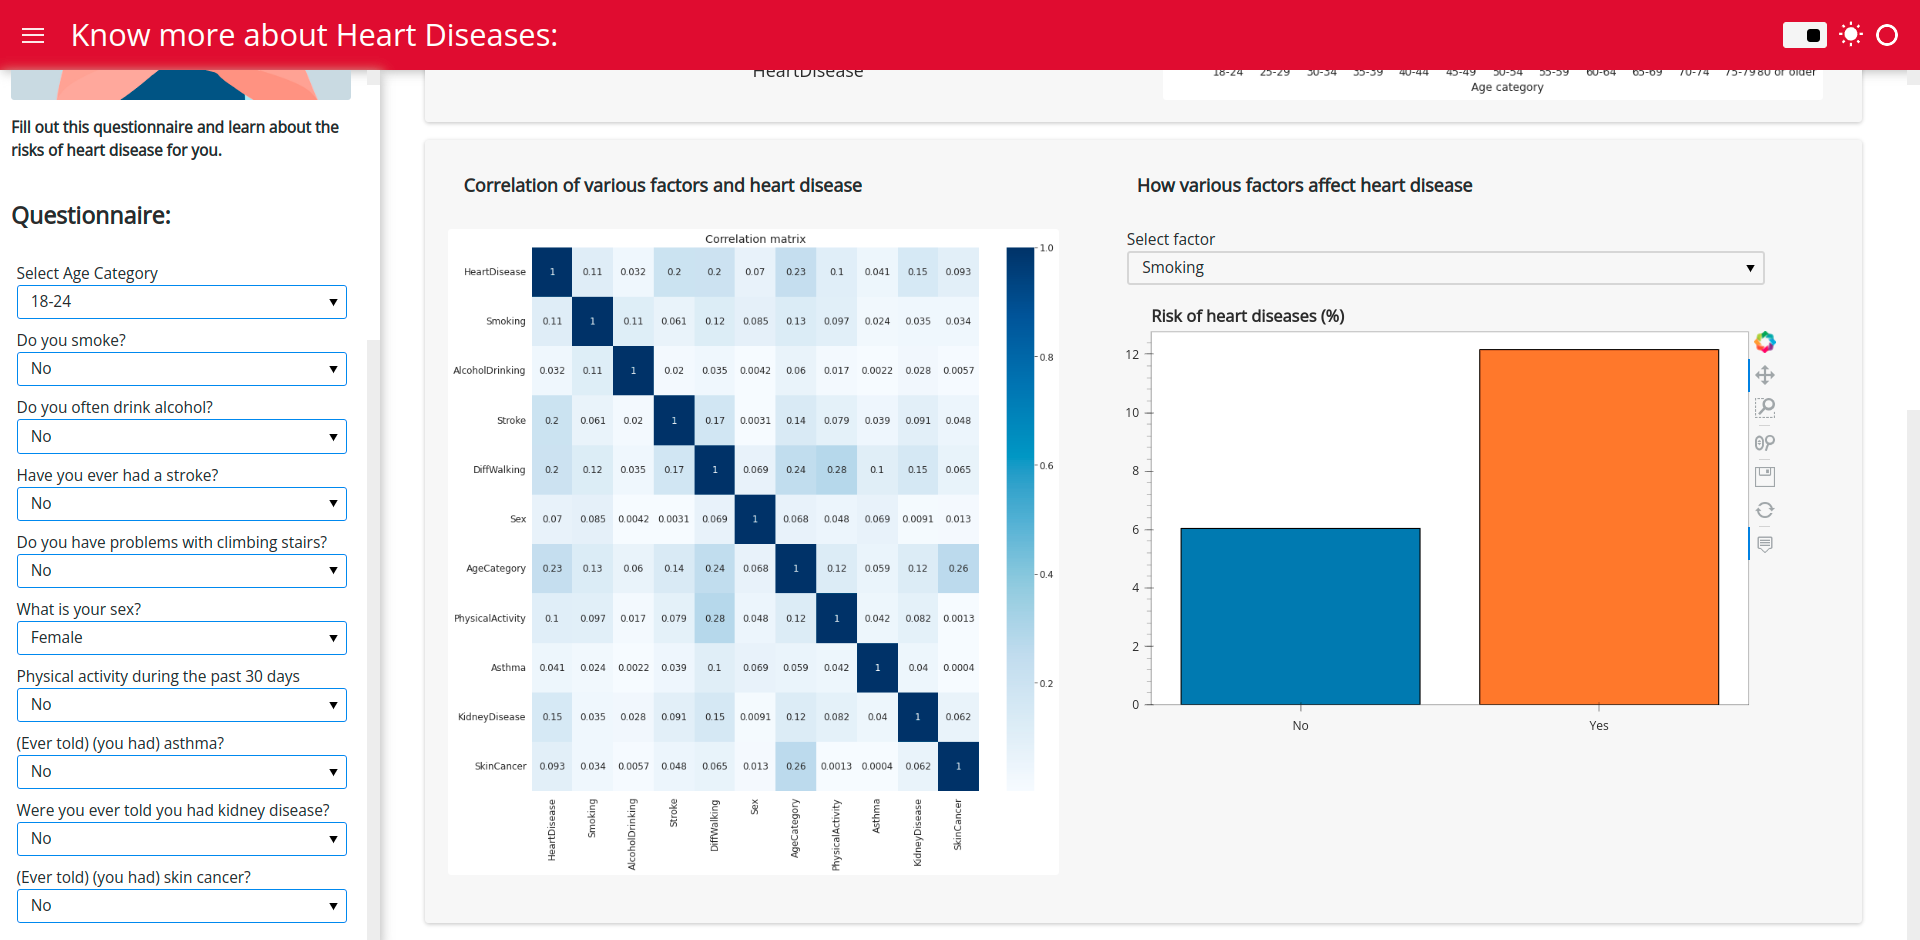 Know more about Heart Diseases:
Fill out this questionnaire and learn about the
risks of heart disease for you.
Questionnaire:
Select Age Category
18-24
Do you smoke?
No
Do you often drink alcohol?
No
Have you ever had a stroke?
No
Do you have problems with climbing stairs?
No
What is your sex?
Female
Physical activity during the past 30 days
No
(Ever told) (you had) asthma?
No
Were you ever told you had kidney disease?
No
(Ever told) (you had) skin cancer?
No
HeartDisease
18-24 25-29 30-34 35-39 40-44 45-49 50-54 55-59 60-64 65-69 70-74 75-79 80 or older
Age category
Correlation of various factors and heart disease
Correlation matrix
HeartDisease 1 0.11 0.032 0.2 0.2 0.07 0.23 0.1 0.041 0.15 0.093
Smoking 0.11 1 0.11 0.061 0.12 0.085 0.13 0.097 0.024 0.035 0.034
AlcoholDrinking 0.032 0.11 1 0.02 0.035 0.0042 0.06 0.017 0.0022 0.028 0.0057
Stroke 0.2 0.061 0.02 1 0.17 0.0031 0.14 0.079 0.039 0.091 0.048
DiffWalking 0.2 0.12 0.035 0.17 1 0.069 0.24 0.28 0.1 0.15 0.065
Sex 0.07 0.085 0.0042 0.0031 0.069 1 0.068 0.048 0.069 0.0091 0.013
AgeCategory 0.23 0.13 0.06 0.14 0.24 0.068 1 0.12 0.059 0.12 0.26
PhysicalActivity 0.1 0.097 0.017 0.079 0.28 0.048 0.12 1 0.042 0.082 0.0013
Asthma 0.041 0.024 0.0022 0.039 0.1 0.069 0.059 0.042 1 0.04 0.0004
KidneyDisease 0.15 0.035 0.028 0.091 0.15 0.0091 0.12 0.082 0.04 1 0.062
SkinCancer 0.093 0.034 0.0057 0.048 0.065 0.013 0.26 0.0013 0.0004 0.062 1
HeartDisease Smoking AlcoholDrinking Stroke DiffWalking Sex AgeCategory PhysicalActivity Asthma KidneyDisease SkinCancer
1.0
0.8
0.6
0.4
0.2
How various factors affect heart disease
Select factor
Smoking
Risk of heart diseases (%)
12
10
8
6
4
2
0
No Yes